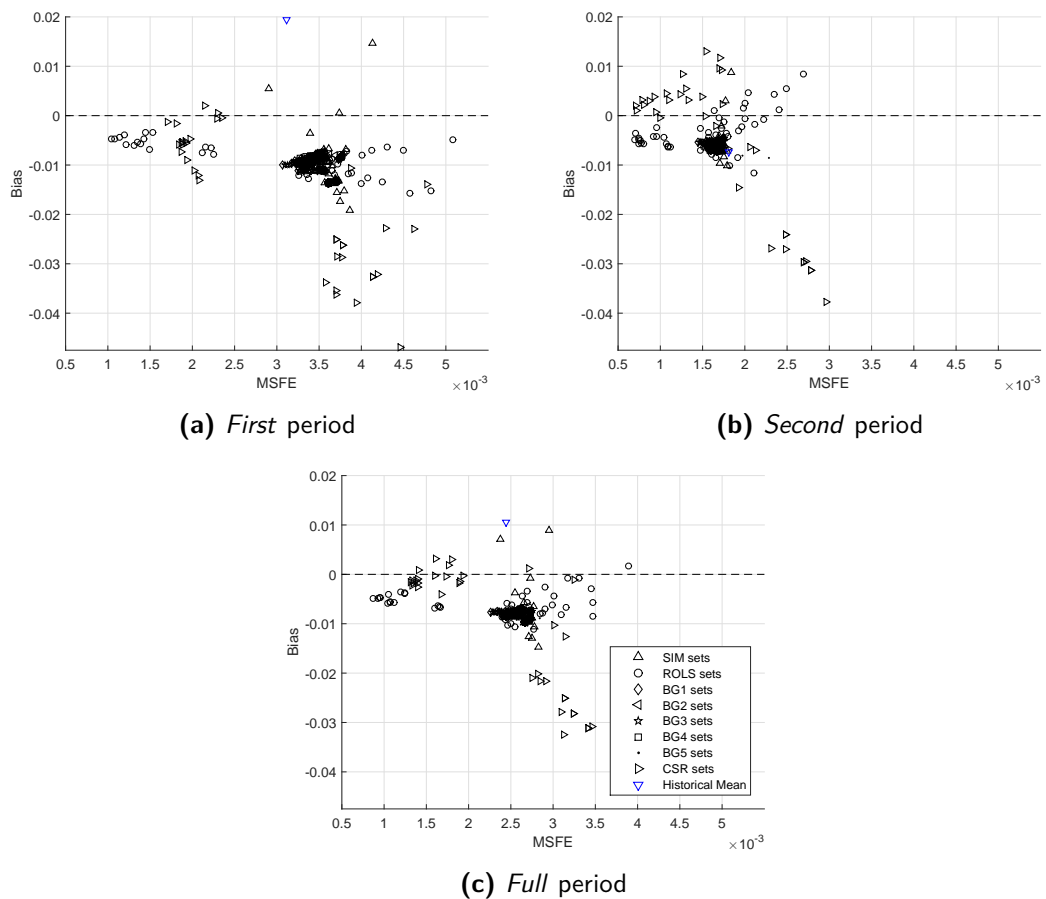 0.02
0.01
0
-0.01
-0.02
-0.03
-0.04
Bias
0.5 1 1.5 2 2.5 3 3.5 4 4.5 5
MSFE
×10-3
(a) First period
0.02
0.01
0
-0.01
-0.02
-0.03
-0.04
Bias
0.5 1 1.5 2 2.5 3 3.5 4 4.5 5
MSFE
×10-3
(b) Second period
0.02
0.01
0
-0.01
-0.02
-0.03
-0.04
Bias
0.5 1 1.5 2 2.5 3 3.5 4 4.5 5
MSFE
×10-3
SIM sets
ROLS sets
BG1 sets
BG2 sets
BG3 sets
BG4 sets
BG5 sets
CSR sets
Historical Mean
(c) Full period